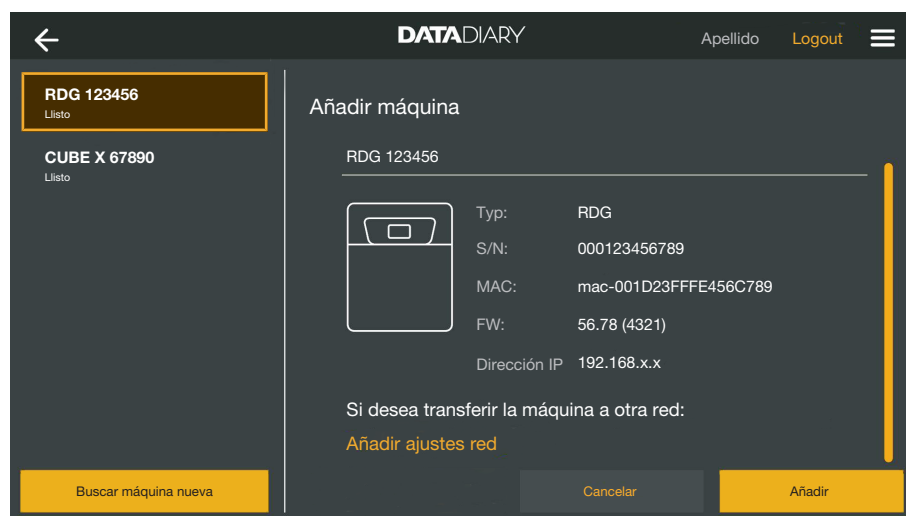 DATADIARY
Apellido
Logout
RDG 123456
Llisto
CUBE X 67890
Llisto
Buscar máquina nueva
Añadir máquina
RDG 123456
Typ: RDG
S/N: 000123456789
MAC: mac-001D23FFFE456C789
FW: 56.78 (4321)
Dirección IP 192.168.x.x
Si desea transferir la máquina a otra red:
Añadir ajustes red
Cancelar
Añadir